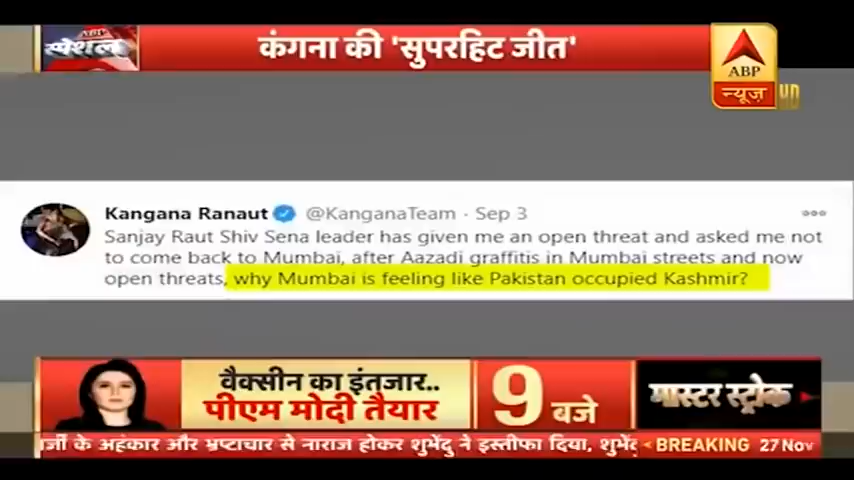 ABP
स्पेशल
कंगना की 'सुपरहिट जीत'
ABP
न्यूज़ HD
Kangana Ranaut @KanganaTeam · Sep 3
Sanjay Raut Shiv Sena leader has given me an open threat and asked me not
to come back to Mumbai, after Aazadi graffitis in Mumbai streets and now
open threats, why Mumbai is feeling like Pakistan occupied Kashmir?
वैक्सीन का इंतजार..
पीएम मोदी तैयार
9 बजे
मास्टर स्ट्रोक
र्जी के अहंकार और भ्रष्टाचार से नाराज होकर शुभेंदु ने इस्तीफा दिया, शुभेंदु
BREAKING 27 Nov